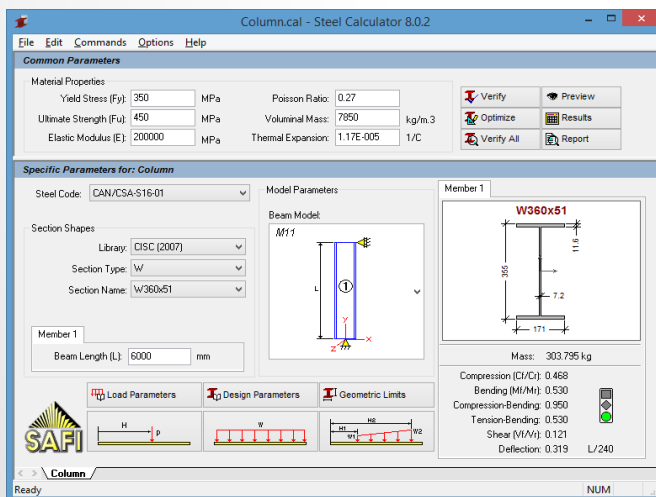 Column.cal - Steel Calculator 8.0.2
File Edit Commands Options Help
Common Parameters
Material Properties
Yield Stress (Fy): 350 MPa Poisson Ratio: 0.27
Ultimate Strength (Fu): 450 MPa Voluminal Mass: 7850 kg/m.3
Elastic Modulus (E): 200000 MPa Thermal Expansion: 1.17E-005 1/C
Verify Preview
Optimize Results
Verify All Report
Specific Parameters for: Column
Steel Code: CAN/CSA-S16-01
Section Shapes
Library: CISC (2007)
Section Type: W
Section Name: W360x51
Member 1
Beam Length (L): 6000 mm
Model Parameters
Beam Model:
M11
L
1
Y
Z X
Member 1
W360x51
355
11.6
7.2
171
Mass: 303.795 kg
Compression (Cf/Cr): 0.468
Bending (Mf/Mr): 0.530
Compression-Bending: 0.950
Tension-Bending: 0.530
Shear (Vf/Vr): 0.121
Deflection: 0.319 L/240
Load Parameters Design Parameters Geometric Limits
SAFI
H P
W
H2
H1 W1 W2
Column
Ready NUM